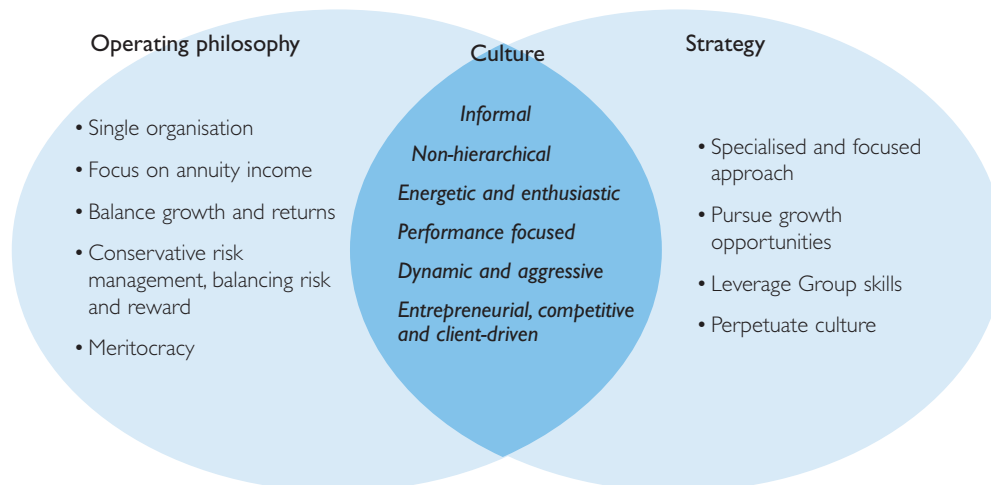 Operating philosophy
• Single organisation
• Focus on annuity income
• Balance growth and returns
• Conservative risk
management, balancing risk
and reward
• Meritocracy
Culture
Informal
Non-hierarchical
Energetic and enthusiastic
Performance focused
Dynamic and aggressive
Entrepreneurial, competitive
and client-driven
Strategy
• Specialised and focused
approach
• Pursue growth
opportunities
• Leverage Group skills
• Perpetuate culture